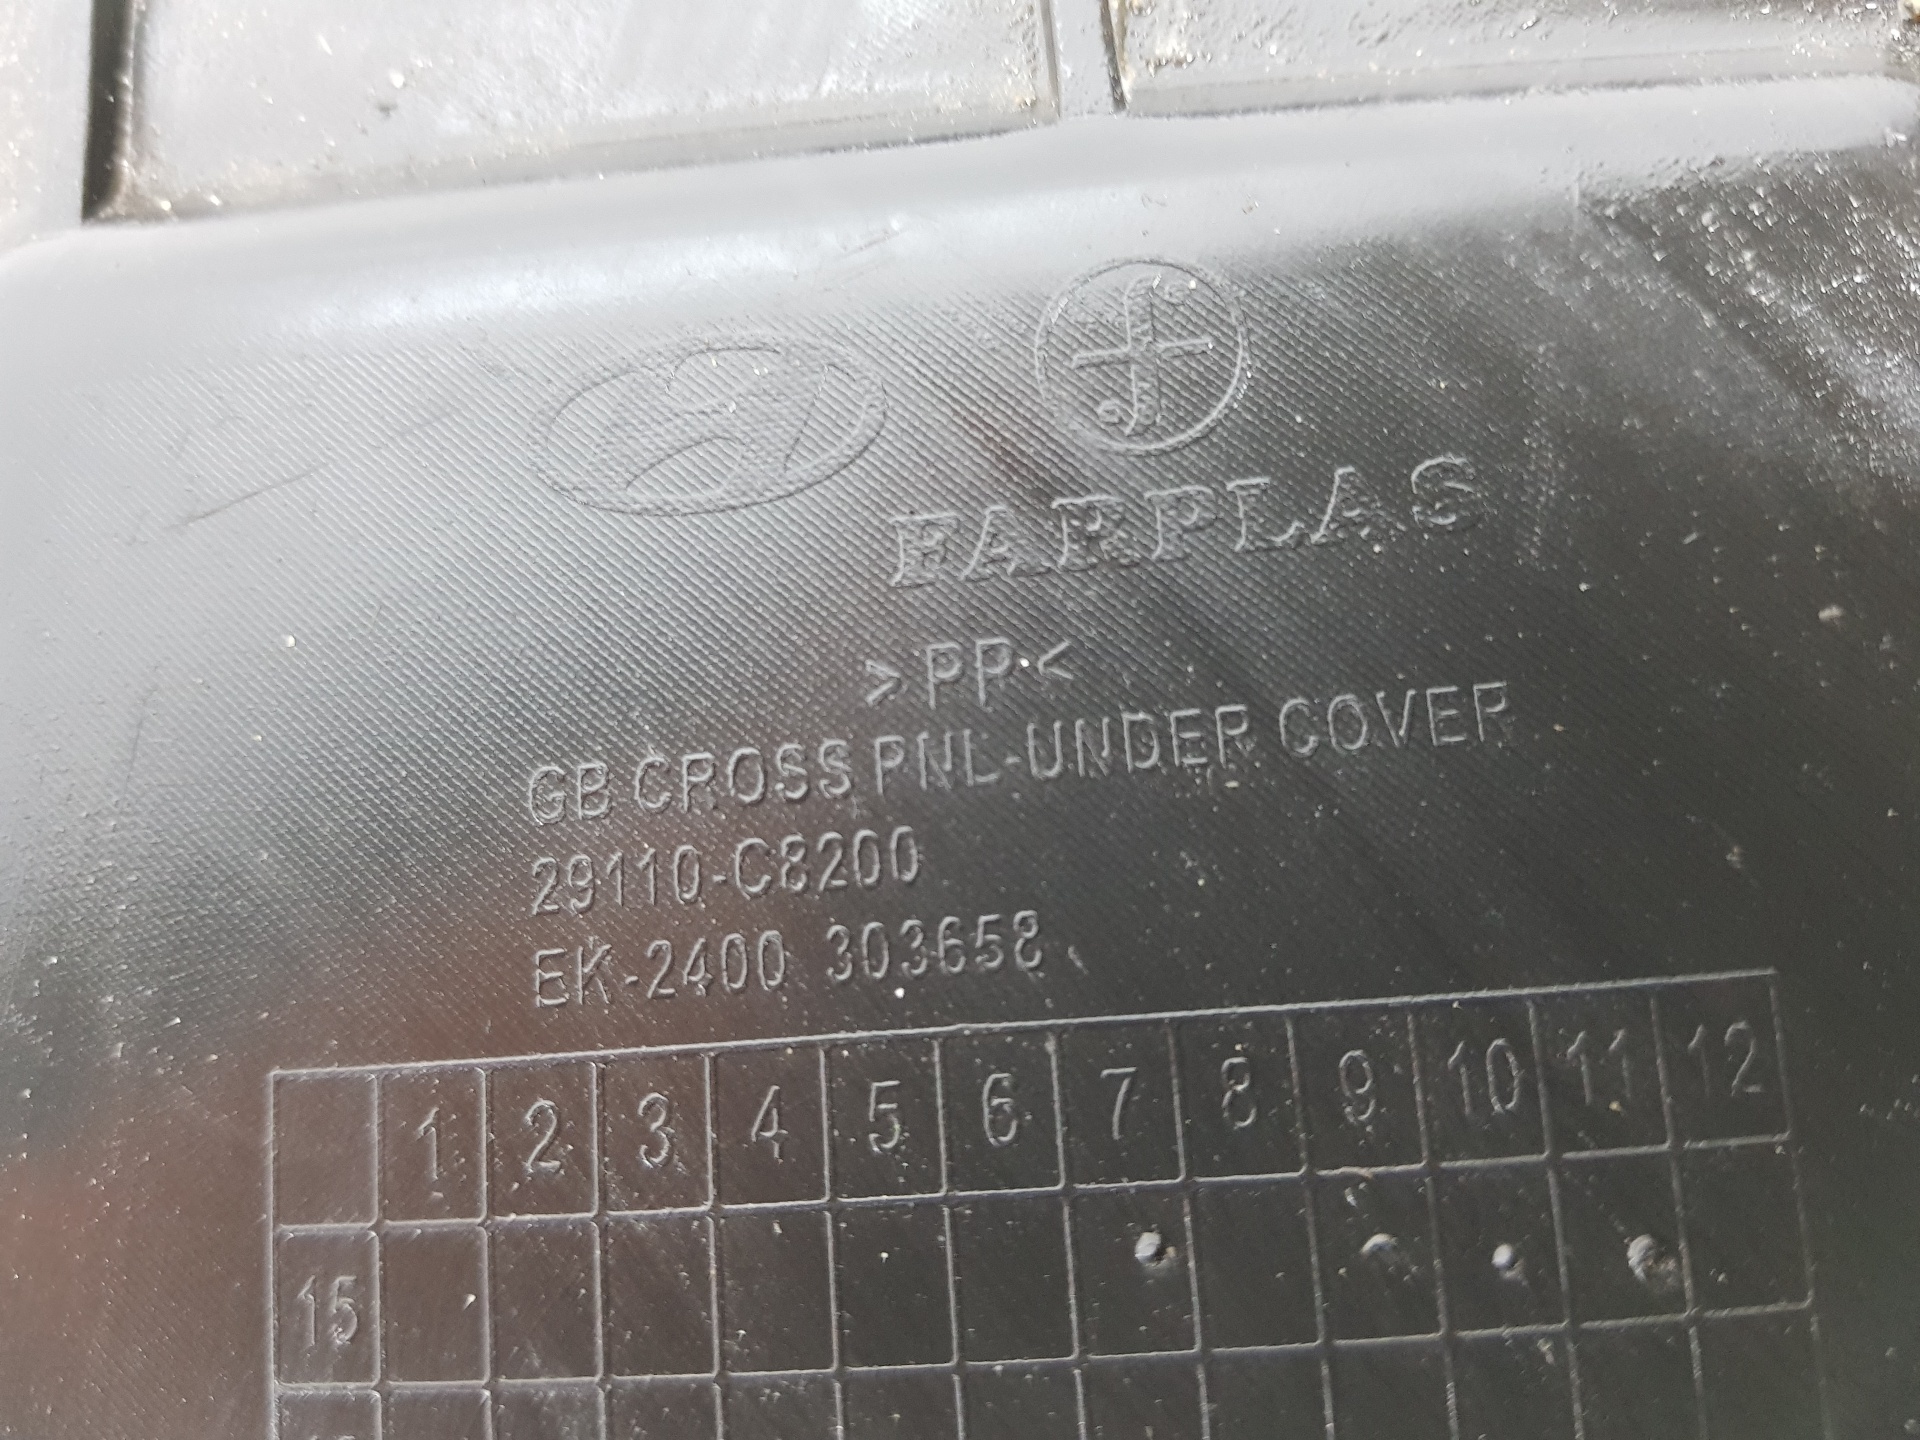 FARPLAS
>PP<
GB CROSS PNL-UNDER COVER
29110-C8200
EK-2400 303658
1 2 3 4 5 6 7 8 9 10 11 12
15